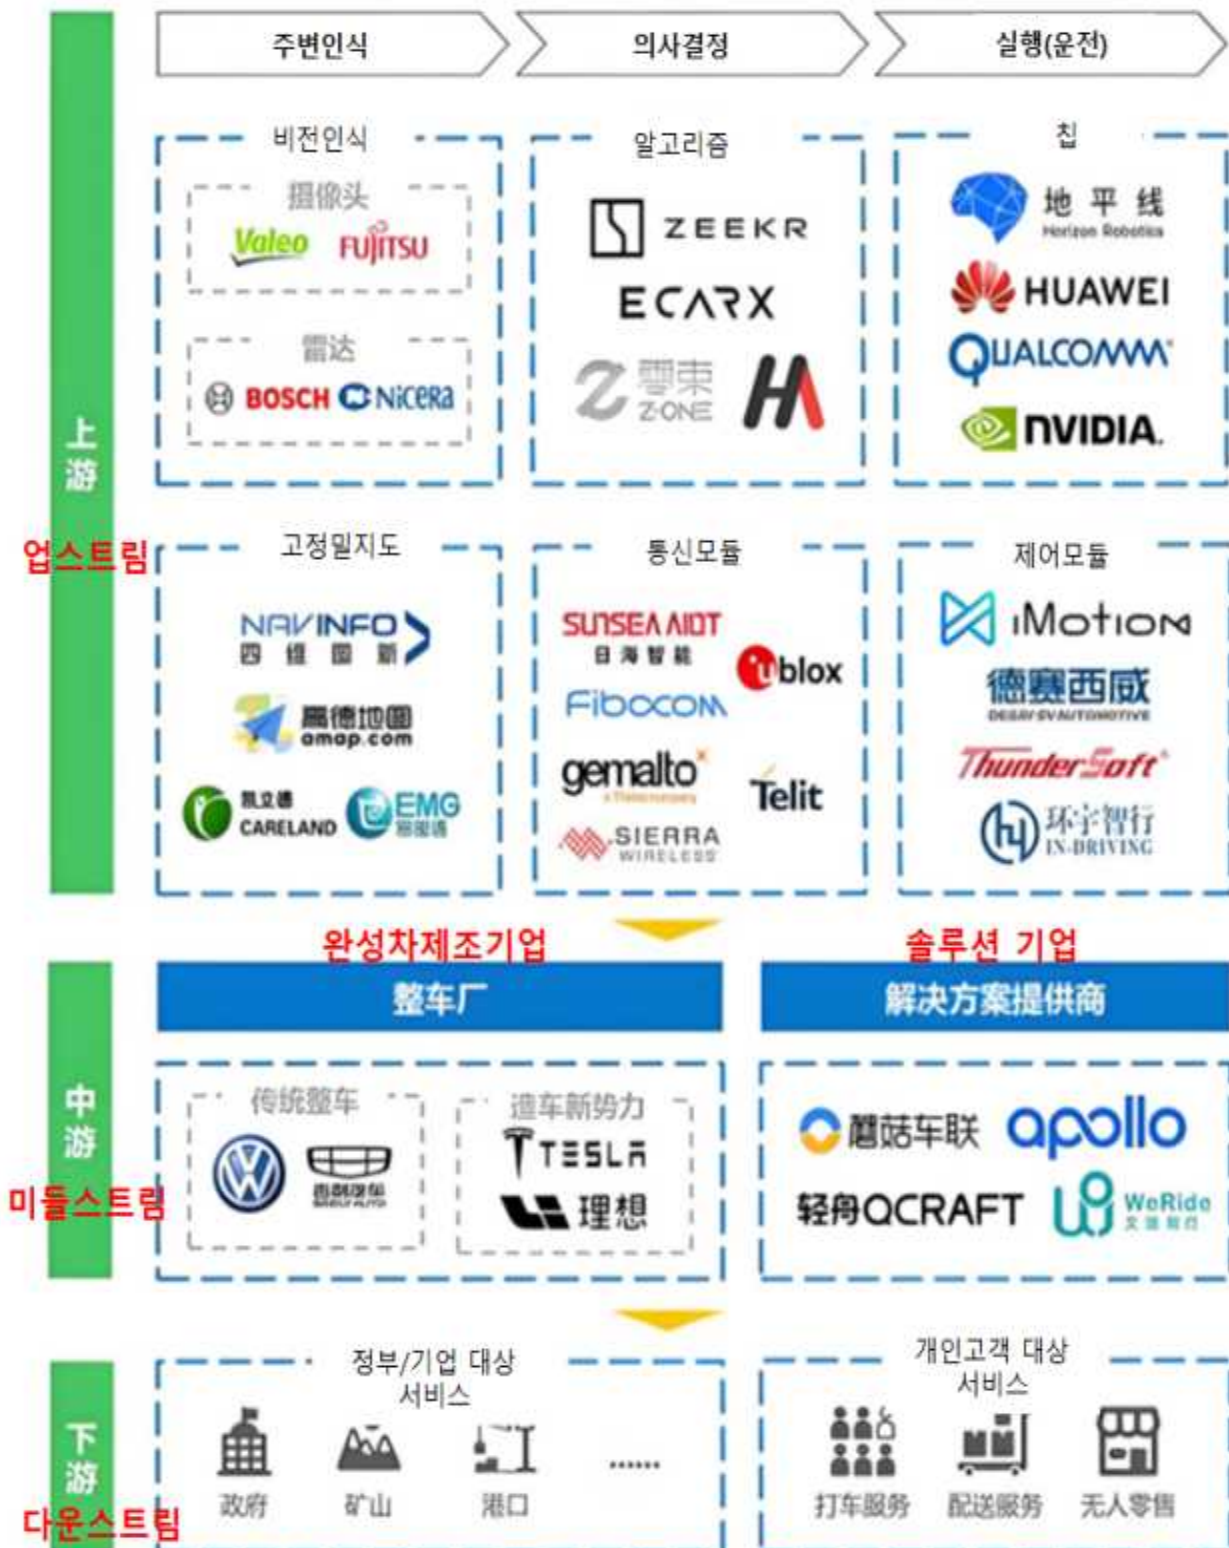 주변인식
의사결정
실행(운전)
비전인식
알고리즘
칩
摄像头
Valeo
FUJITSU
雷达
BOSCH
NiCERA
ZEEKR
ECARX
零束
Z-ONE
地平线
Horizon Robotics
HUAWEI
QUALCOMM
NVIDIA.
上游
업스트림
고정밀지도
통신모듈
제어모듈
NAVINFO
四维图新
高德地图
amap.com
凯立德
CARELAND
EMG
易图通
SUNSEA AIOT
日海智能
ublox
Fibocom
gemalto
a Thales company
Telit
SIERRA
WIRELESS
iMotion
德赛西威
DESAY SV AUTOMOTIVE
ThunderSoft
环宇智行
IN-DRIVING
완성차제조기업
솔루션 기업
整车厂
解决方案提供商
中游
미들스트림
传统整车
造车新势力
吉利汽车
GEELY AUTO
TESLA
理想
蘑菇车联
apollo
轻舟QCRAFT
WeRide
文远知行
下游
다운스트림
정부/기업 대상
서비스
개인고객 대상
서비스
政府
矿山
港口
......
打车服务
配送服务
无人零售